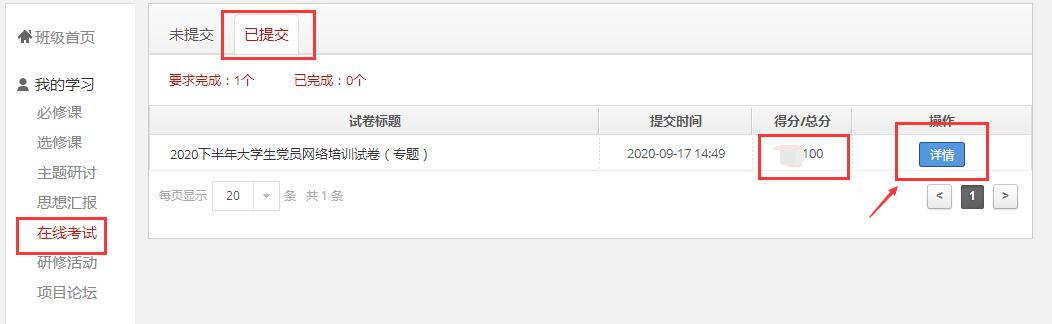 班级首页
我的学习
必修课
选修课
主题研讨
思想汇报
在线考试
研修活动
项目论坛
未提交 已提交
要求完成：1个 已完成：0个
试卷标题 提交时间 得分/总分 操作
2020下半年大学生党员网络培训试卷（专题） 2020-09-17 14:49 100 详情
每页显示 20 条 共 1 条 < 1 >